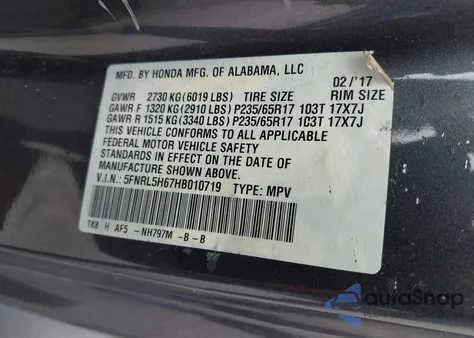 MFD. BY HONDA MFG. OF ALABAMA, LLC 02/'17
GVWR 2730 KG (6019 LBS) TIRE SIZE RIM SIZE
GAWR F 1320 KG (2910 LBS) P235/65R17 103T 17X7J
GAWR R 1515 KG (3340 LBS) P235/65R17 103T 17X7J
THIS VEHICLE CONFORMS TO ALL APPLICABLE
FEDERAL MOTOR VEHICLE SAFETY
STANDARDS IN EFFECT ON THE DATE OF
MANUFACTURE SHOWN ABOVE.
V.I.N.: 5FNRL5H67HB010719 TYPE: MPV
TK8 H AF5 -NH797M -B-B
AuraSnap